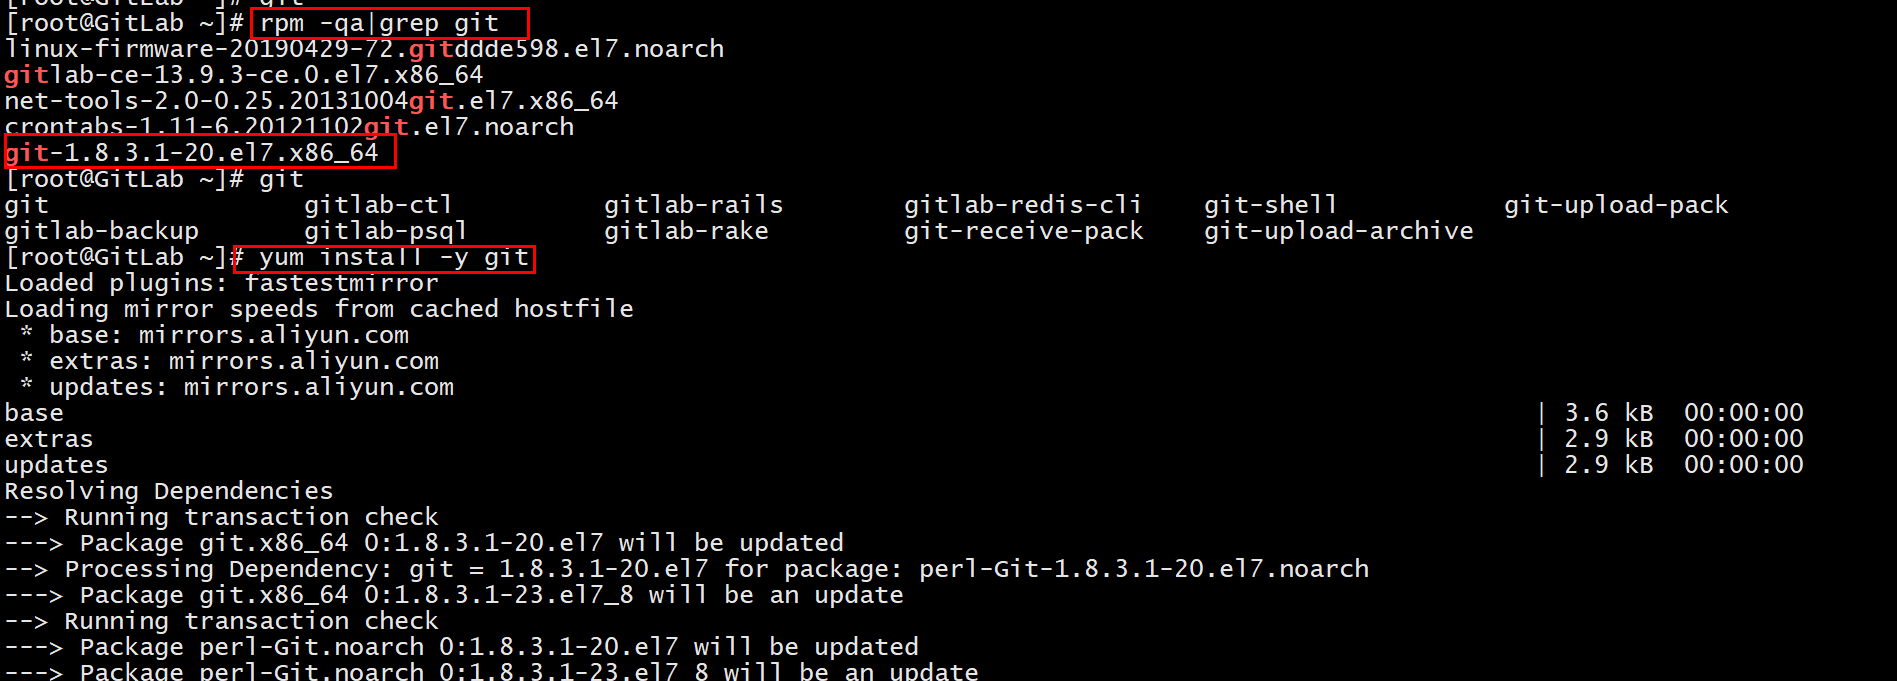 git
[root@GitLab ~]# rpm -qa|grep git
linux-firmware-20190429-72.gitddde598.el7.noarch
gitlab-ce-13.9.3-ce.0.el7.x86_64
net-tools-2.0-0.25.20131004git.el7.x86_64
crontabs-1.11-6.20121102git.el7.noarch
git-1.8.3.1-20.el7.x86_64
[root@GitLab ~]# git
git gitlab-ctl gitlab-rails gitlab-redis-cli git-shell git-upload-pack
gitlab-backup gitlab-psql gitlab-rake git-receive-pack git-upload-archive
[root@GitLab ~]# yum install -y git
Loaded plugins: fastestmirror
Loading mirror speeds from cached hostfile
 * base: mirrors.aliyun.com
 * extras: mirrors.aliyun.com
 * updates: mirrors.aliyun.com
base | 3.6 kB 00:00:00
extras | 2.9 kB 00:00:00
updates | 2.9 kB 00:00:00
Resolving Dependencies
--> Running transaction check
---> Package git.x86_64 0:1.8.3.1-20.el7 will be updated
--> Processing Dependency: git = 1.8.3.1-20.el7 for package: perl-Git-1.8.3.1-20.el7.noarch
---> Package git.x86_64 0:1.8.3.1-23.el7_8 will be an update
--> Running transaction check
---> Package perl-Git.noarch 0:1.8.3.1-20.el7 will be updated
---> Package perl-Git.noarch 0:1.8.3.1-23.el7_8 will be an update